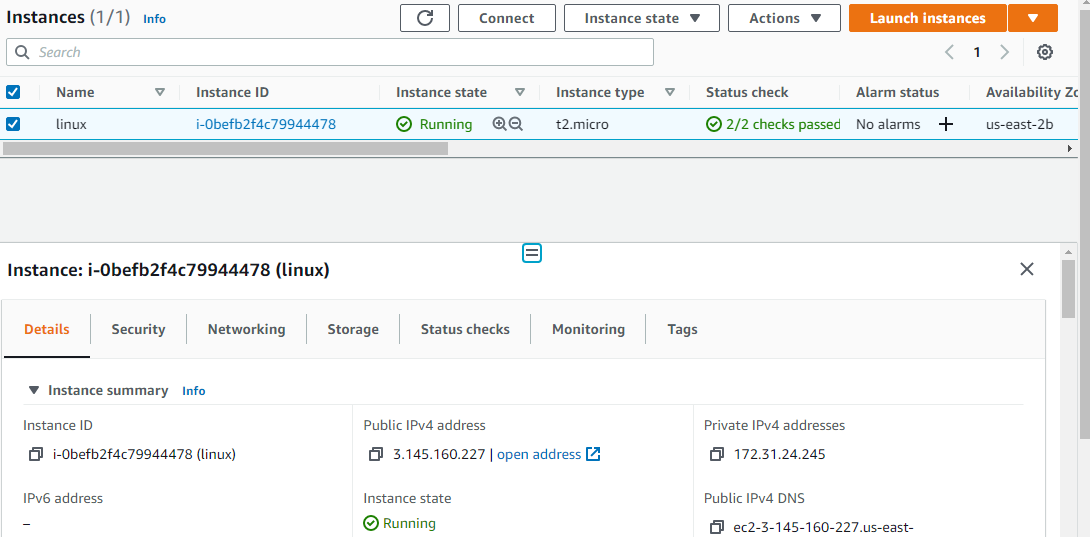 Instances (1/1) Info Connect Instance state Actions Launch instances
Search 1
Name Instance ID Instance state Instance type Status check Alarm status Availability Zo
linux i-0befb2f4c79944478 Running t2.micro 2/2 checks passed No alarms + us-east-2b
Instance: i-0befb2f4c79944478 (linux)
Details Security Networking Storage Status checks Monitoring Tags
Instance summary Info
Instance ID Public IPv4 address Private IPv4 addresses
i-0befb2f4c79944478 (linux) 3.145.160.227 | open address 172.31.24.245
IPv6 address Instance state Public IPv4 DNS
– Running ec2-3-145-160-227.us-east-